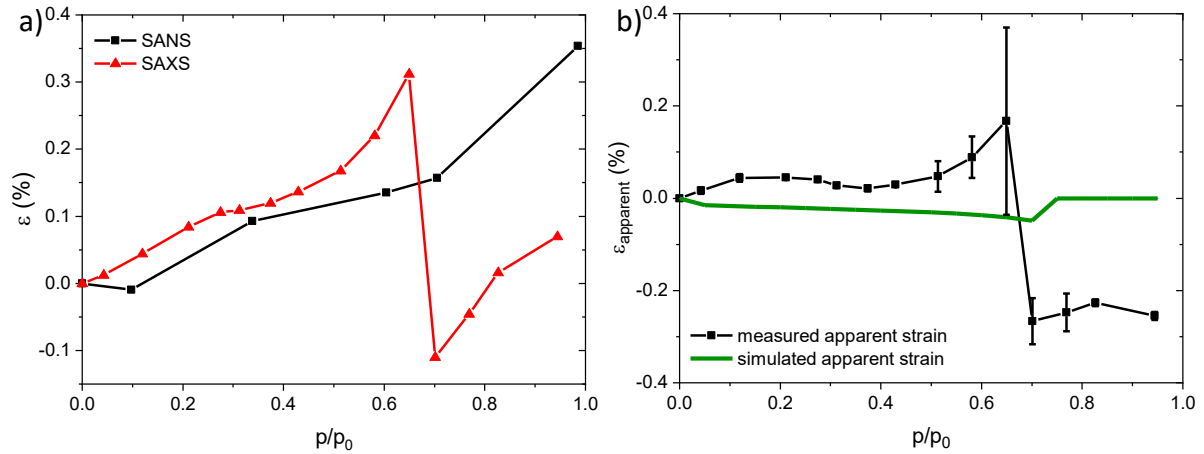 a)
SANS
SAXS
0.4
0.3
0.2
0.1
0.0
-0.1
ε (%)
0.0 0.2 0.4 0.6 0.8 1.0
p/p0
b)
0.4
0.2
0.0
-0.2
-0.4
εapparent (%)
measured apparent strain
simulated apparent strain
0.0 0.2 0.4 0.6 0.8 1.0
p/p0